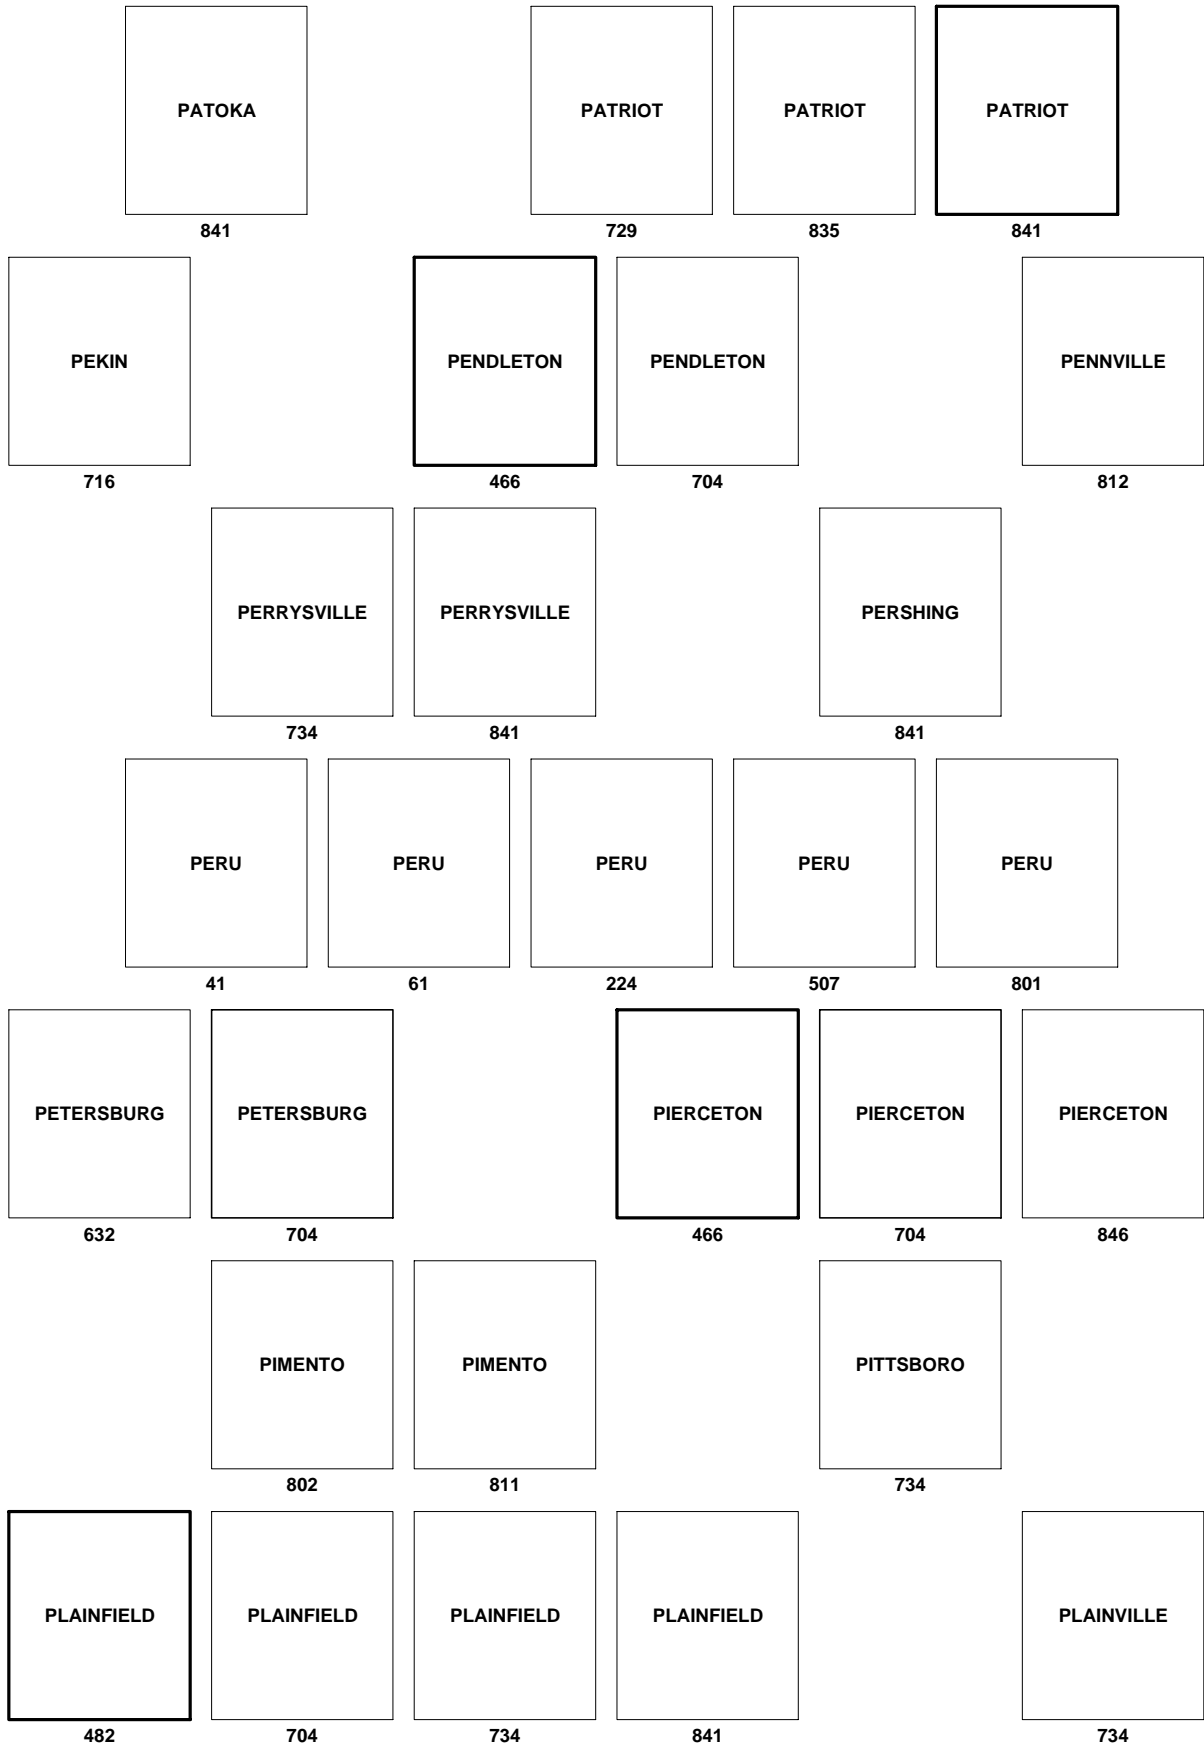 PATOKA PATRIOT PATRIOT PATRIOT
841 729 835 841
PEKIN PENDLETON PENDLETON PENNVILLE
716 466 704 812
PERRYSVILLE PERRYSVILLE PERSHING
734 841 841
PERU PERU PERU PERU PERU
41 61 224 507 801
PETERSBURG PETERSBURG PIERCETON PIERCETON PIERCETON
632 704 466 704 846
PIMENTO PIMENTO PITTSBORO
802 811 734
PLAINFIELD PLAINFIELD PLAINFIELD PLAINFIELD PLAINVILLE
482 704 734 841 734